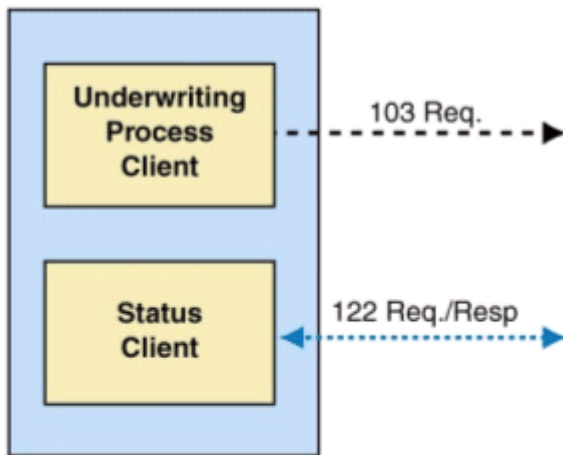 Underwriting
Process
Client
103 Req.
Status
Client
122 Req./Resp